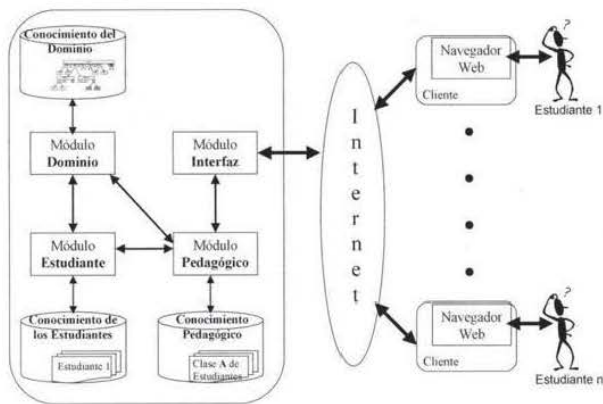 Conocimiento del
Dominio
Módulo
Dominio
Módulo
Interfaz
Módulo
Estudiante
Módulo
Pedagógico
Conocimiento de
los Estudiantes
Estudiante 1
Conocimiento
Pedagógico
Clase A de
Estudiantes
Internet
Navegador
Web
Cliente
?
Estudiante 1
Navegador
Web
Cliente
?
Estudiante n